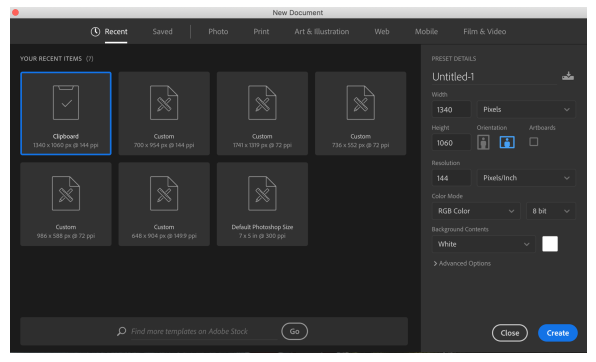 New Document
Recent Saved Photo Print Art & Illustration Web Mobile Film & Video
YOUR RECENT ITEMS (7)
Clipboard
1340 x 1060 px @ 144 ppi
Custom
700 x 954 px @ 144 ppi
Custom
1741 x 1319 px @ 72 ppi
Custom
736 x 552 px @ 72 ppi
Custom
986 x 588 px @ 72 ppi
Custom
648 x 904 px @ 149.9 ppi
Default Photoshop Size
7 x 5 in @ 300 ppi
Find more templates on Adobe Stock
Go
PRESET DETAILS
Untitled-1
Width
1340 Pixels
Height Orientation Artboards
1060
Resolution
144 Pixels/Inch
Color Mode
RGB Color 8 bit
Background Contents
White
Advanced Options
Close Create